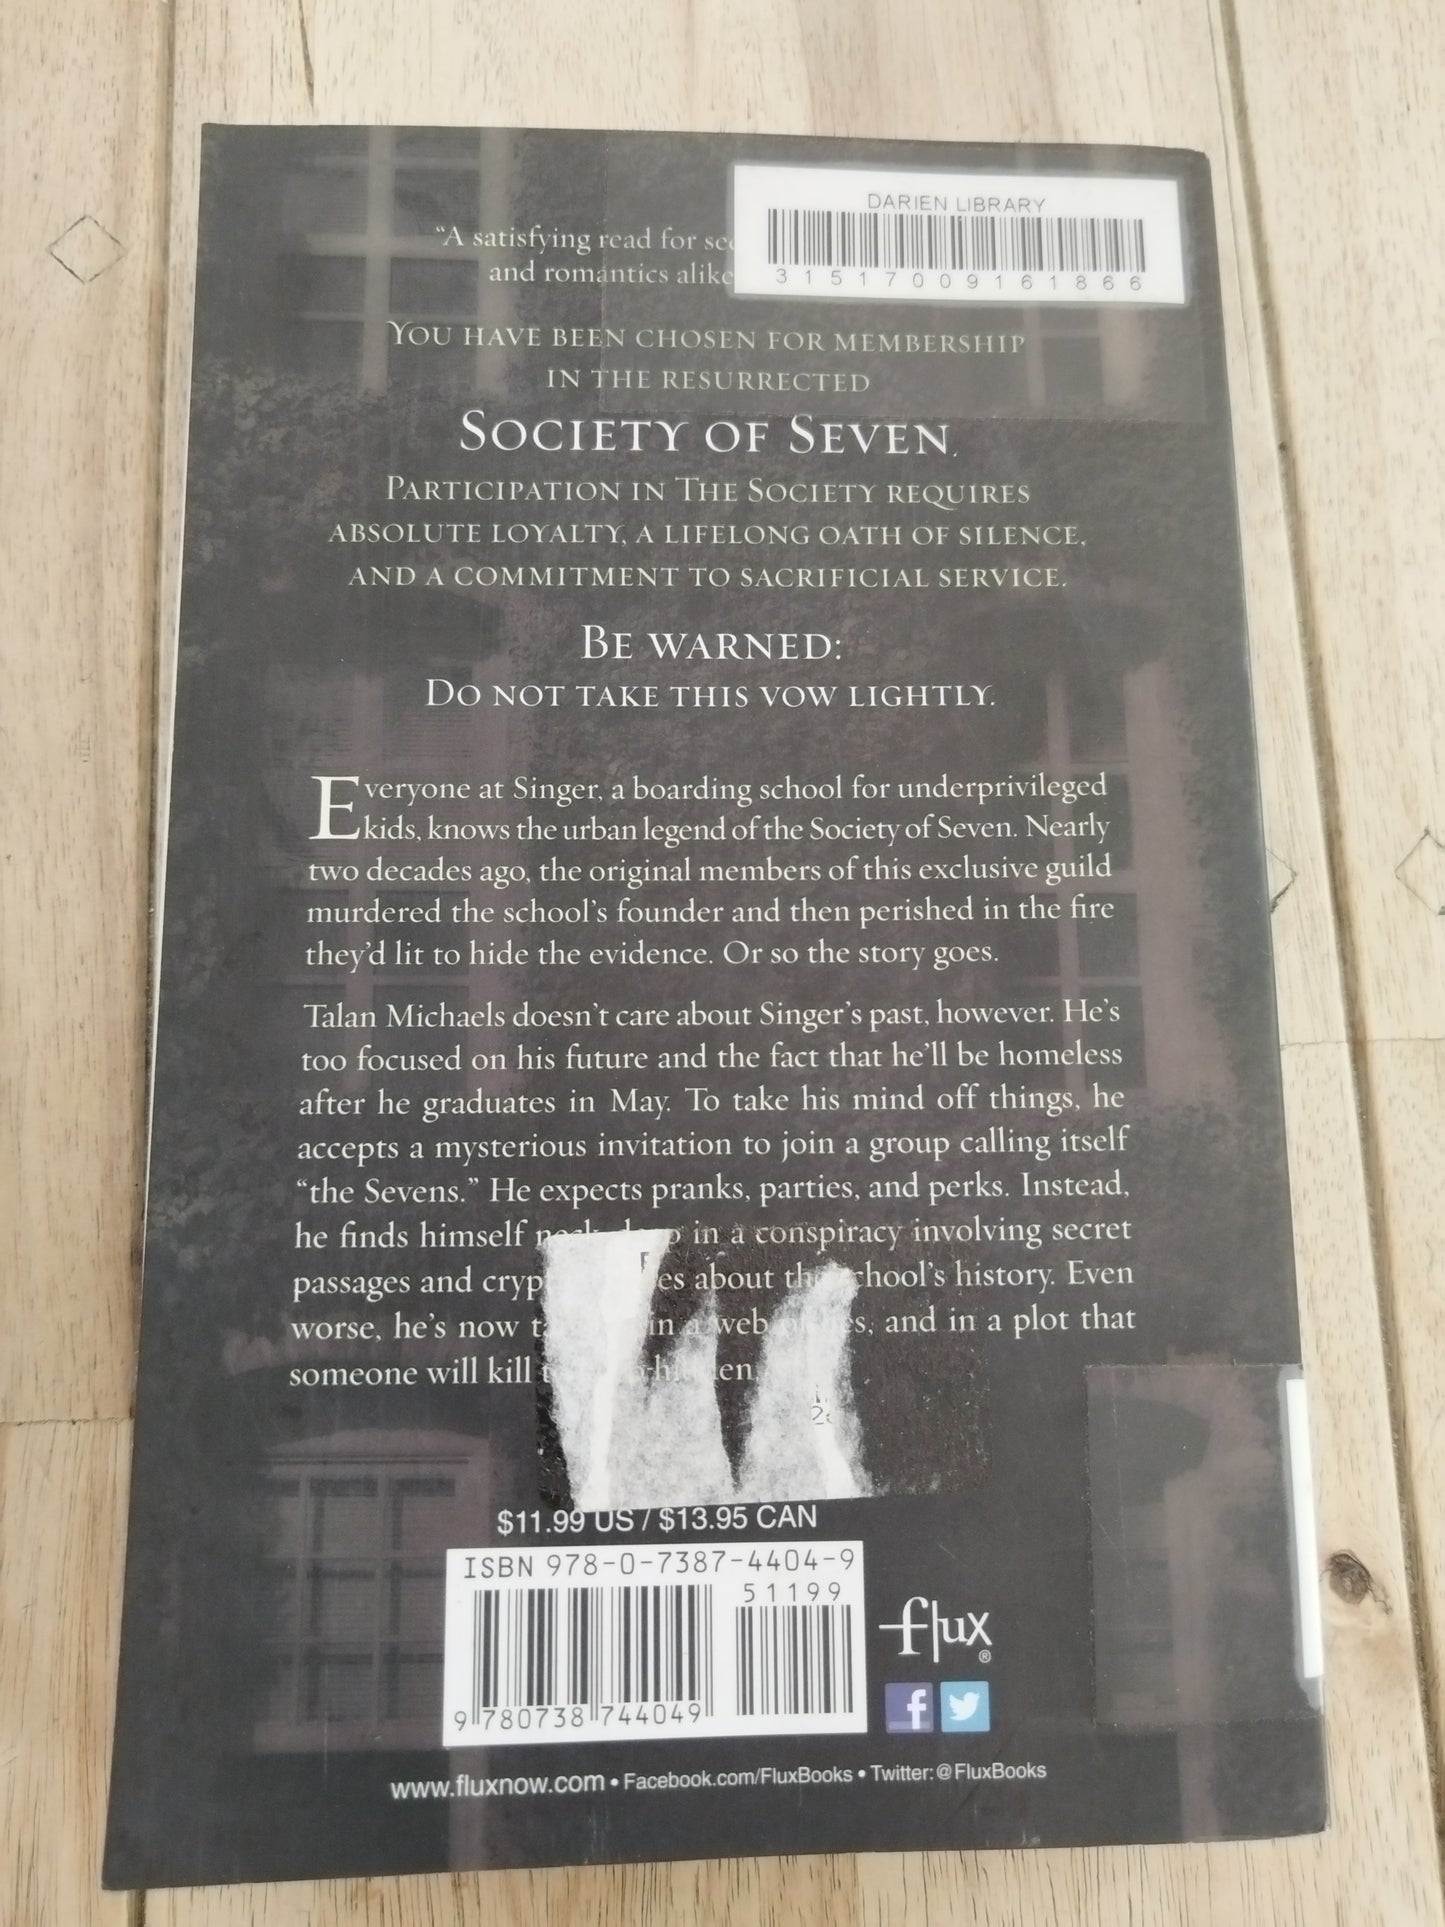 DARIEN LIBRARY
31517009161866
“A satisfying read for
and romantics alike
You have been chosen for membership
in the resurrected
Society of Seven.
Participation in The Society requires
absolute loyalty, a lifelong oath of silence,
and a commitment to sacrificial service.
Be warned:
Do not take this vow lightly.
Everyone at Singer, a boarding school for underprivileged
kids, knows the urban legend of the Society of Seven. Nearly
two decades ago, the original members of this exclusive guild
murdered the school’s founder and then perished in the fire
they’d lit to hide the evidence. Or so the story goes.
Talan Michaels doesn’t care about Singer’s past, however. He’s
too focused on his future and the fact that he’ll be homeless
after he graduates in May. To take his mind off things, he
accepts a mysterious invitation to join a group calling itself
“the Sevens.” He expects pranks, parties, and perks. Instead,
he finds himself in a conspiracy involving secret
passages and about the school’s history. Even
worse, he’s now in a web of lies, and in a plot that
someone will kill
$11.99 US / $13.95 CAN
ISBN 978-0-7387-4404-9
51199
9 780738 744049
flux®
www.fluxnow.com • Facebook.com/FluxBooks • Twitter: @FluxBooks